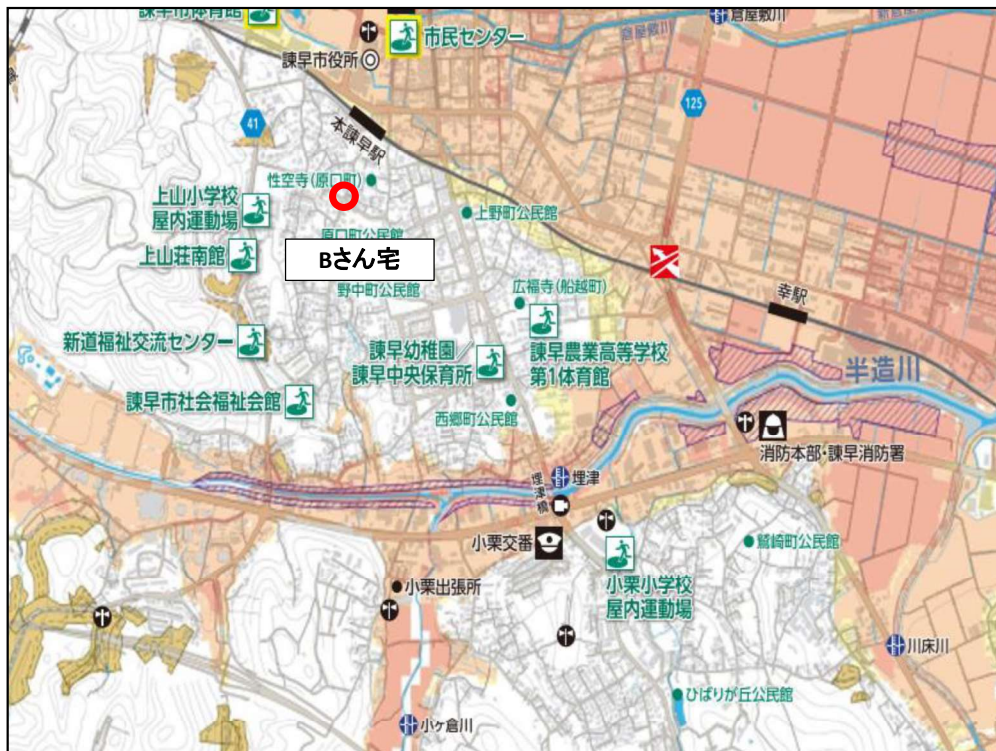 諫早市体育館
市民センター
倉屋敷川
倉屋敷川
諫早市役所
本諫早駅
41
125
性空寺(原口町)
上山小学校
屋内運動場
上野町公民館
原口町公民館
上山荘南館
Bさん宅
野中町公民館
広福寺(船越町)
幸駅
新道福祉交流センター
諫早幼稚園/
諫早中央保育所
諫早農業高等学校
第1体育館
半造川
諫早市社会福祉会館
西郷町公民館
消防本部・諫早消防署
埋津
埋津橋
小栗交番
鷲崎町公民館
小栗出張所
小栗小学校
屋内運動場
川床川
ひばりが丘公民館
小ヶ倉川